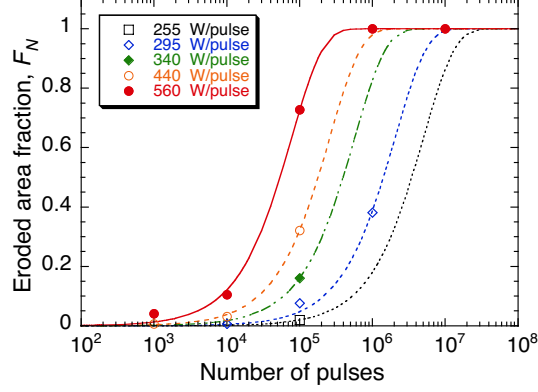 Eroded area fraction, F_N
1
0.8
0.6
0.4
0.2
0
255 W/pulse
295 W/pulse
340 W/pulse
440 W/pulse
560 W/pulse
10^2 10^3 10^4 10^5 10^6 10^7 10^8
Number of pulses